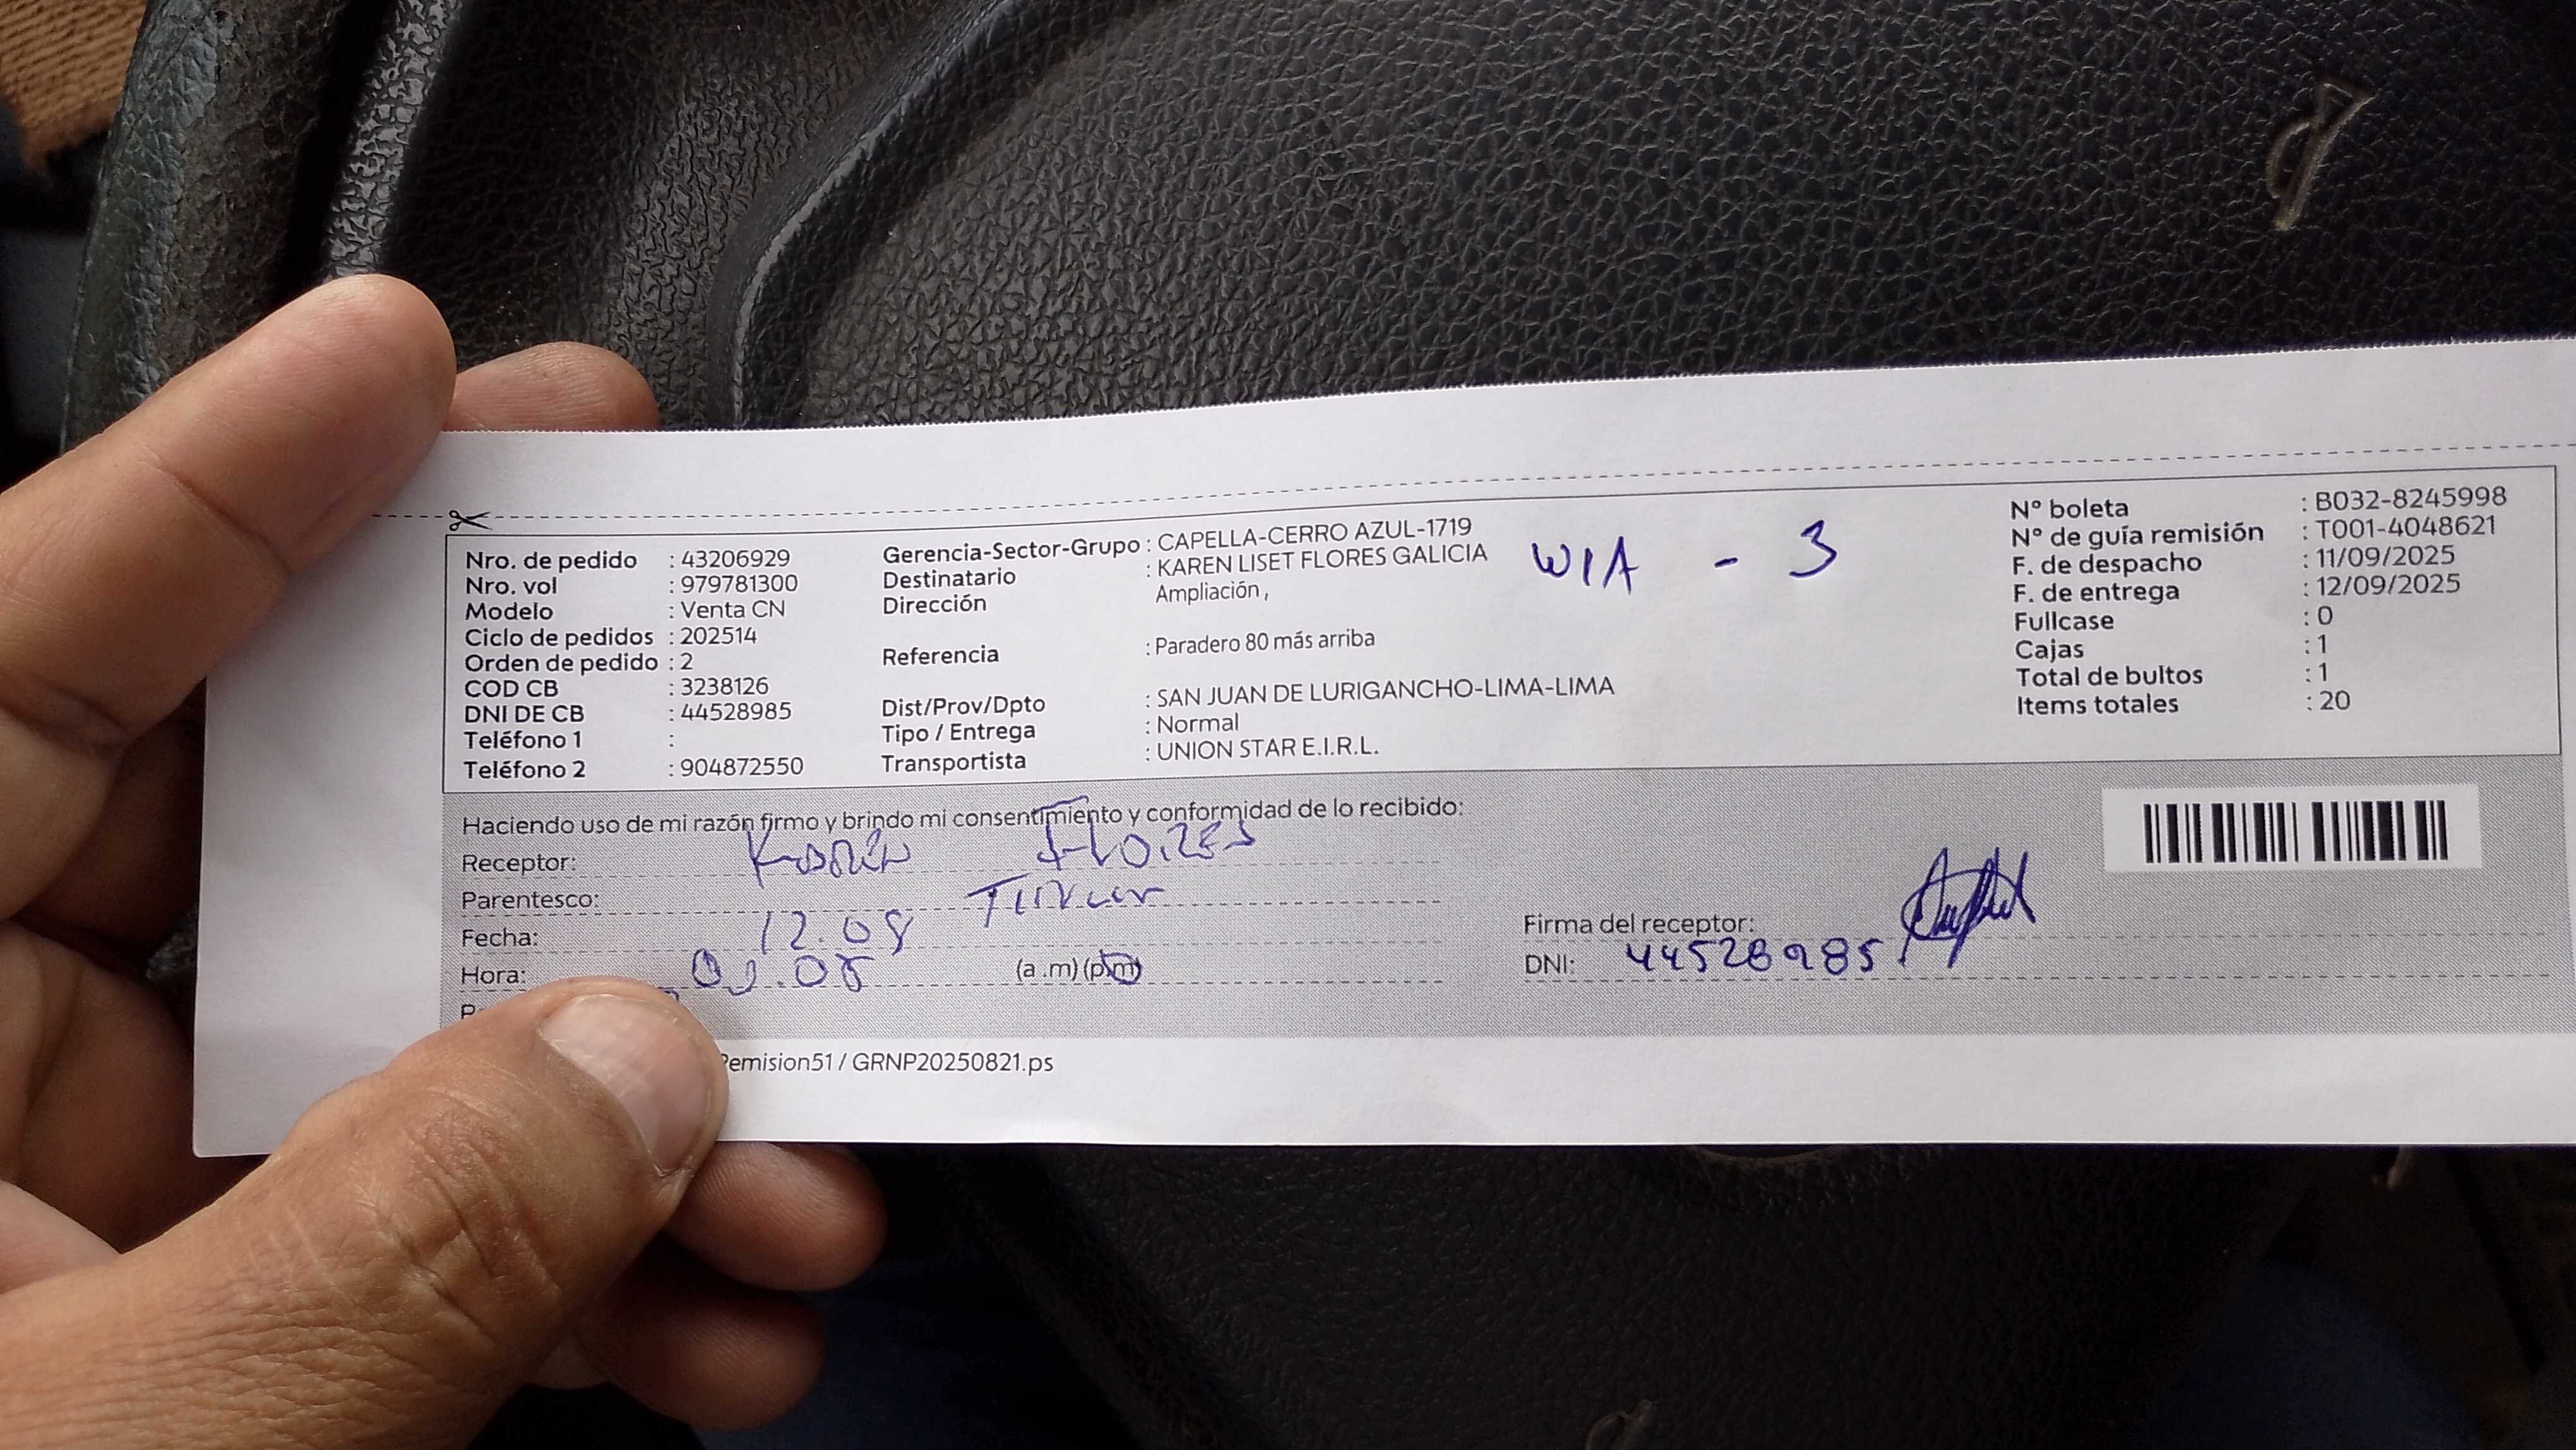 Nro. de pedido : 43206929
Nro. vol : 979781300
Modelo : Venta CN
Ciclo de pedidos : 202514
Orden de pedido : 2
COD CB : 3238126
DNI DE CB : 44528985
Teléfono 1 :
Teléfono 2 : 904872550
Gerencia-Sector-Grupo : CAPELLA-CERRO AZUL-1719
Destinatario : KAREN LISET FLORES GALICIA
Dirección Ampliación,
Referencia : Paradero 80 más arriba
Dist/Prov/Dpto : SAN JUAN DE LURIGANCHO-LIMA-LIMA
Tipo / Entrega : Normal
Transportista : UNION STAR E.I.R.L.
W1A - 3
N° boleta : B032-8245998
N° de guía remisión : T001-4048621
F. de despacho : 11/09/2025
F. de entrega : 12/09/2025
Fullcase : 0
Cajas : 1
Total de bultos : 1
Items totales : 20
Haciendo uso de mi razón firmo y brindo mi consentimiento y conformidad de lo recibido:
Receptor: Karen Flores
Parentesco: Titular
Fecha: 12.09
Hora: (a .m) (p.m)
Firma del receptor:
DNI: 44528985
Remision51 / GRNP20250821.ps